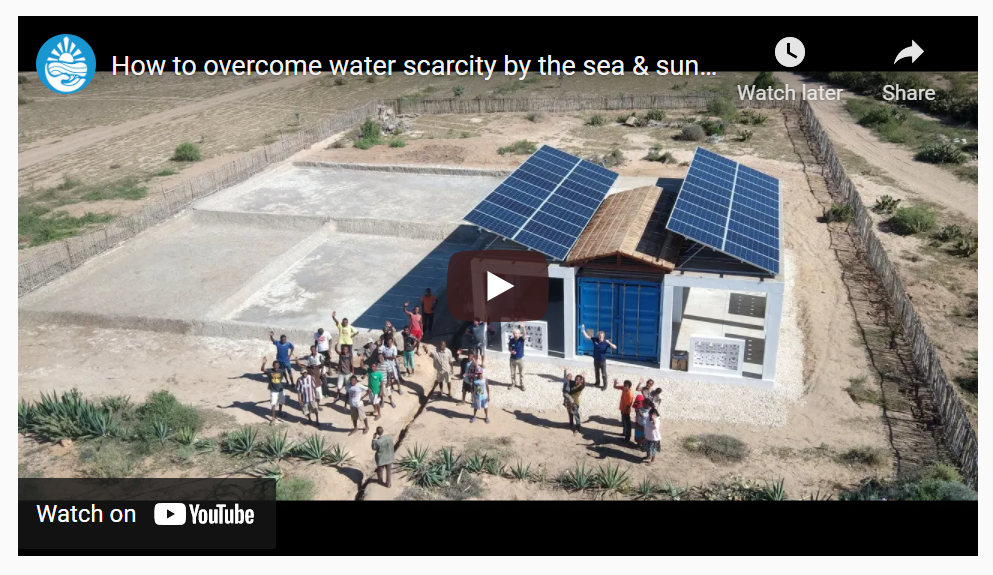 How to overcome water scarcity by the sea & sun...
Watch later
Share
Watch on YouTube